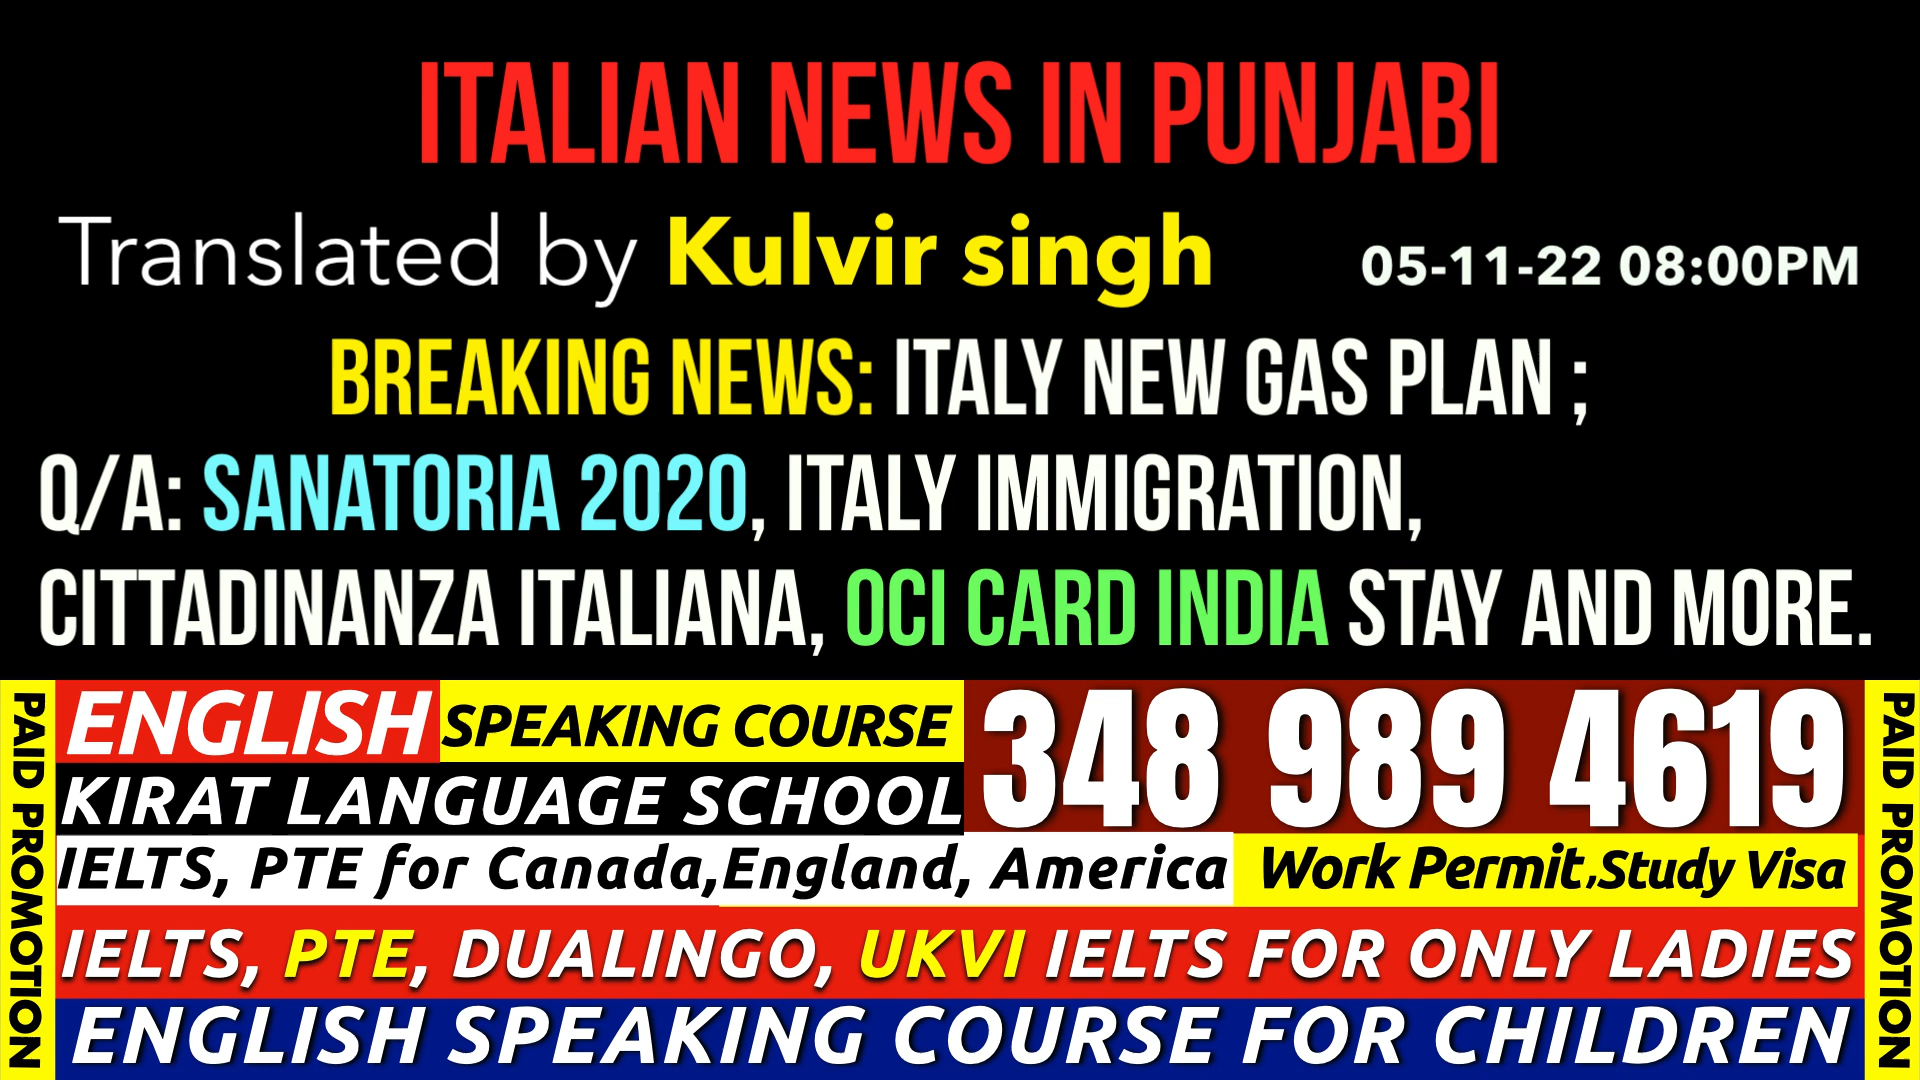 ITALIAN NEWS IN PUNJABI
Translated by Kulvir singh 05-11-22 08:00PM
BREAKING NEWS: ITALY NEW GAS PLAN ;
Q/A: SANATORIA 2020, ITALY IMMIGRATION,
CITTADINANZA ITALIANA, OCI CARD INDIA STAY AND MORE.
PAID PROMOTION
ENGLISH SPEAKING COURSE
348 989 4619
KIRAT LANGUAGE SCHOOL
IELTS, PTE for Canada,England, America Work Permit,Study Visa
IELTS, PTE, DUALINGO, UKVI IELTS FOR ONLY LADIES
ENGLISH SPEAKING COURSE FOR CHILDREN
PAID PROMOTION